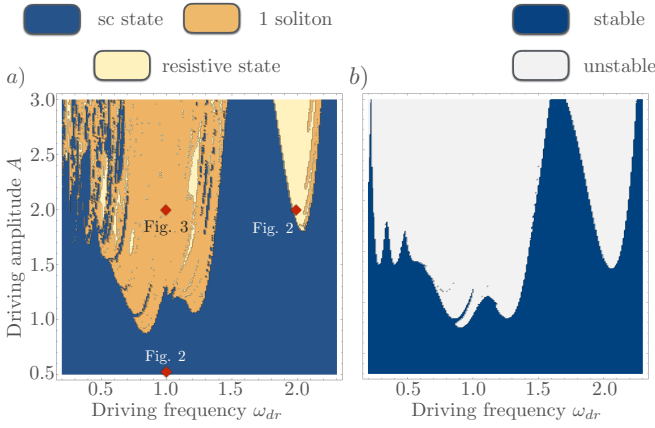 sc state
1 soliton
stable
resistive state
unstable
a)
b)
3.0
2.5
2.0
1.5
1.0
0.5
Driving amplitude A
Fig. 3
Fig. 2
Fig. 2
0.5 1.0 1.5 2.0
0.5 1.0 1.5 2.0
Driving frequency ω_dr
Driving frequency ω_dr